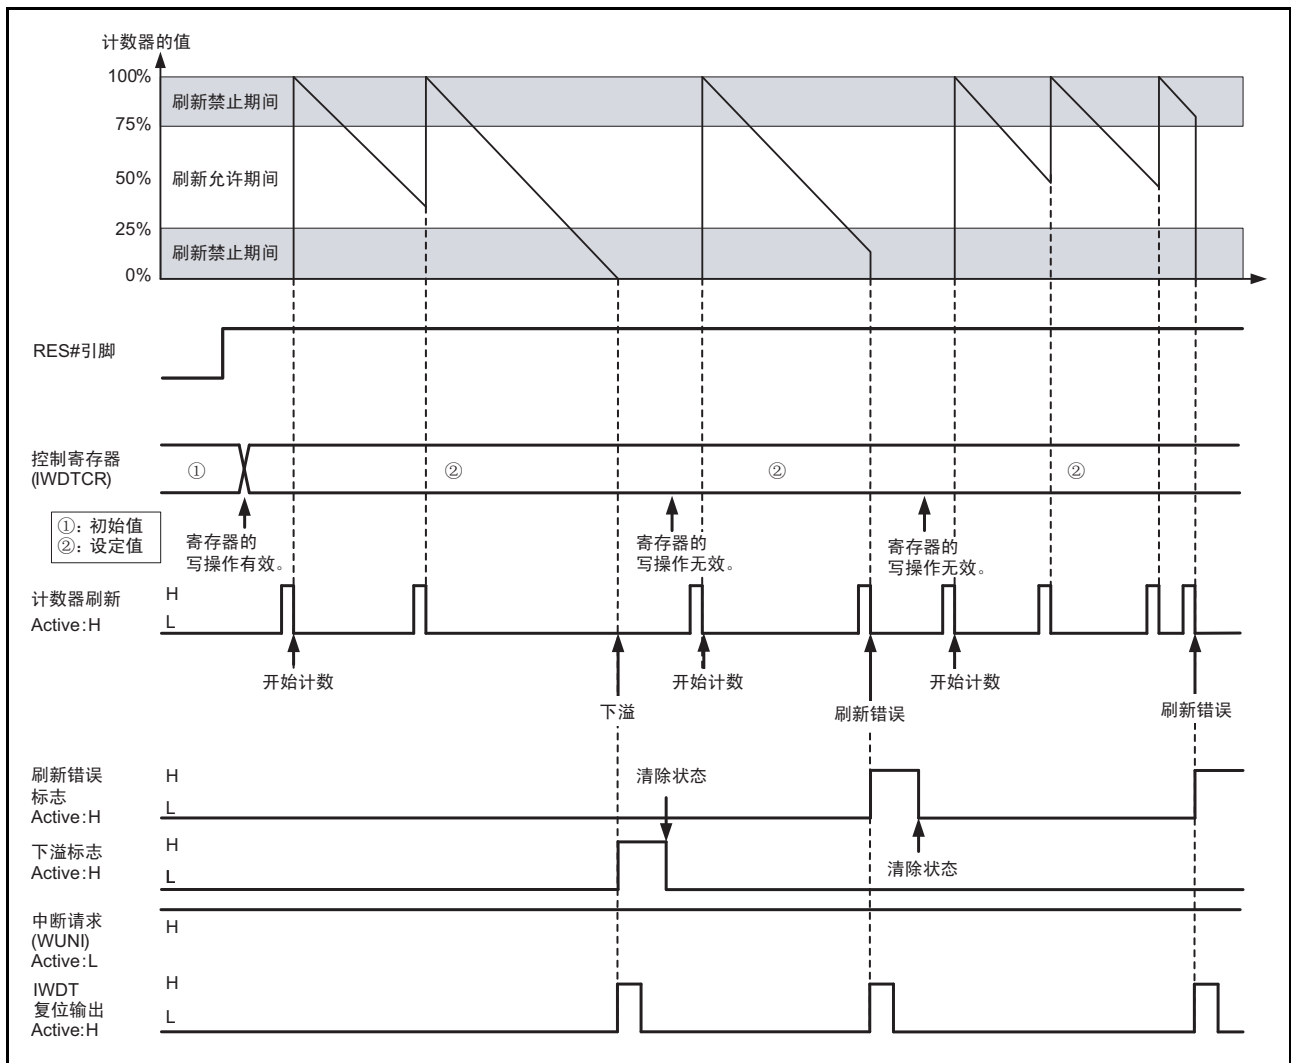 计数器的值
100%
刷新禁止期间
75%
50%
刷新允许期间
25%
刷新禁止期间
0%
RES#引脚
控制寄存器
(IWDTCR)
①
②
②
②
①：初始值
②：设定值
寄存器的
写操作有效。
寄存器的
写操作无效。
寄存器的
写操作无效。
计数器刷新
Active:H
H
L
开始计数
开始计数
开始计数
下溢
刷新错误
刷新错误
刷新错误
标志
Active:H
H
L
清除状态
清除状态
下溢标志
Active:H
H
L
中断请求
(WUNI)
Active:L
H
IWDT
复位输出
Active:H
H
L